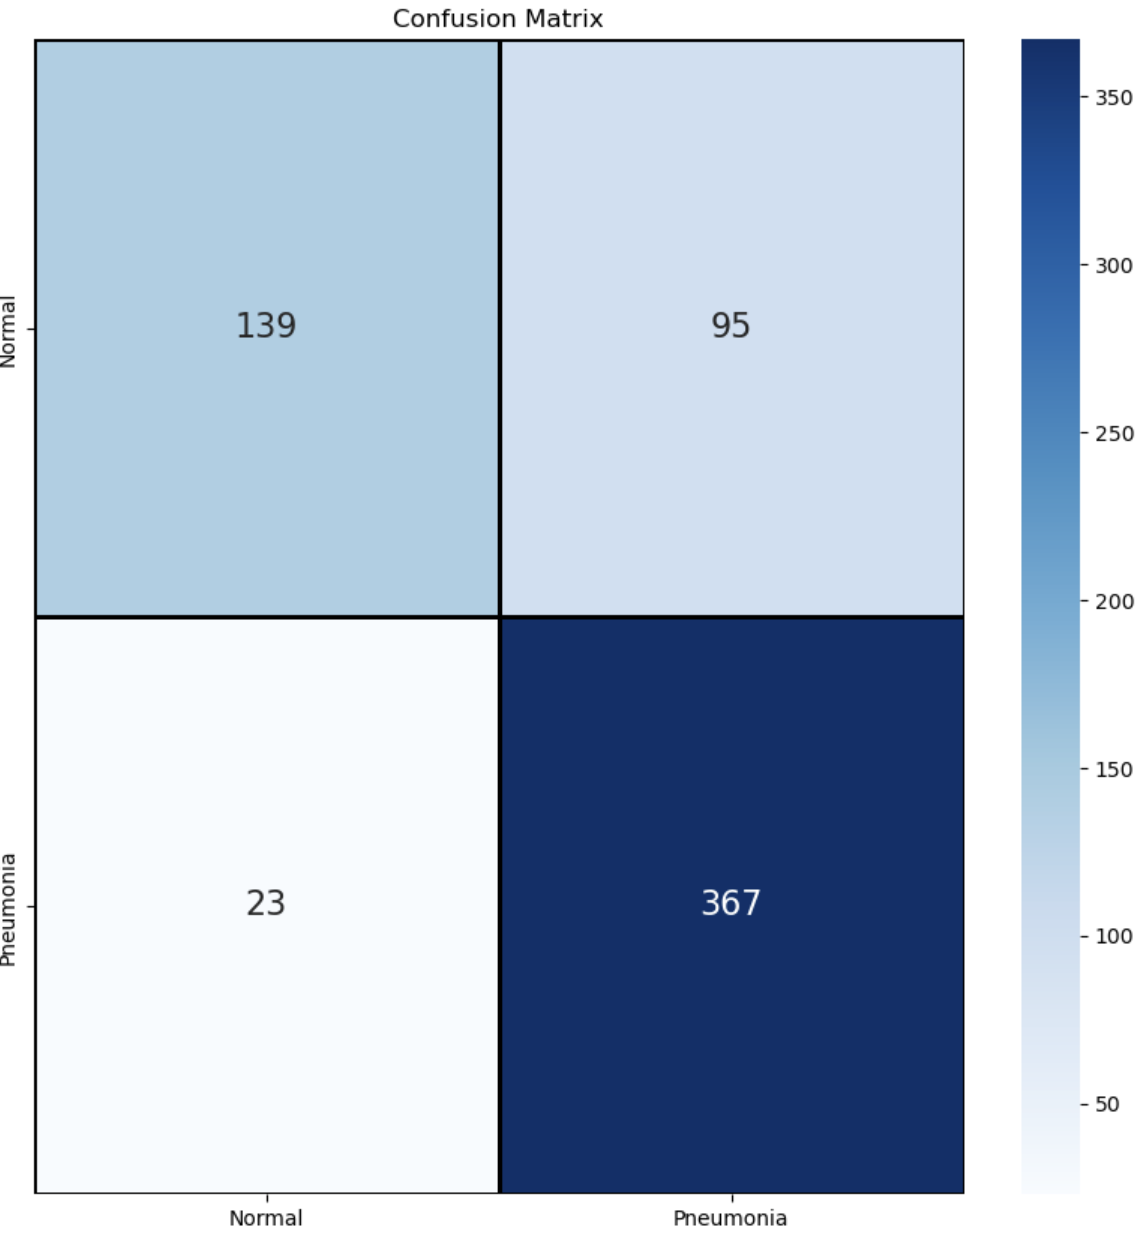 Confusion Matrix
Normal
139
95
Pneumonia
23
367
Normal
Pneumonia
350
300
250
200
150
100
50